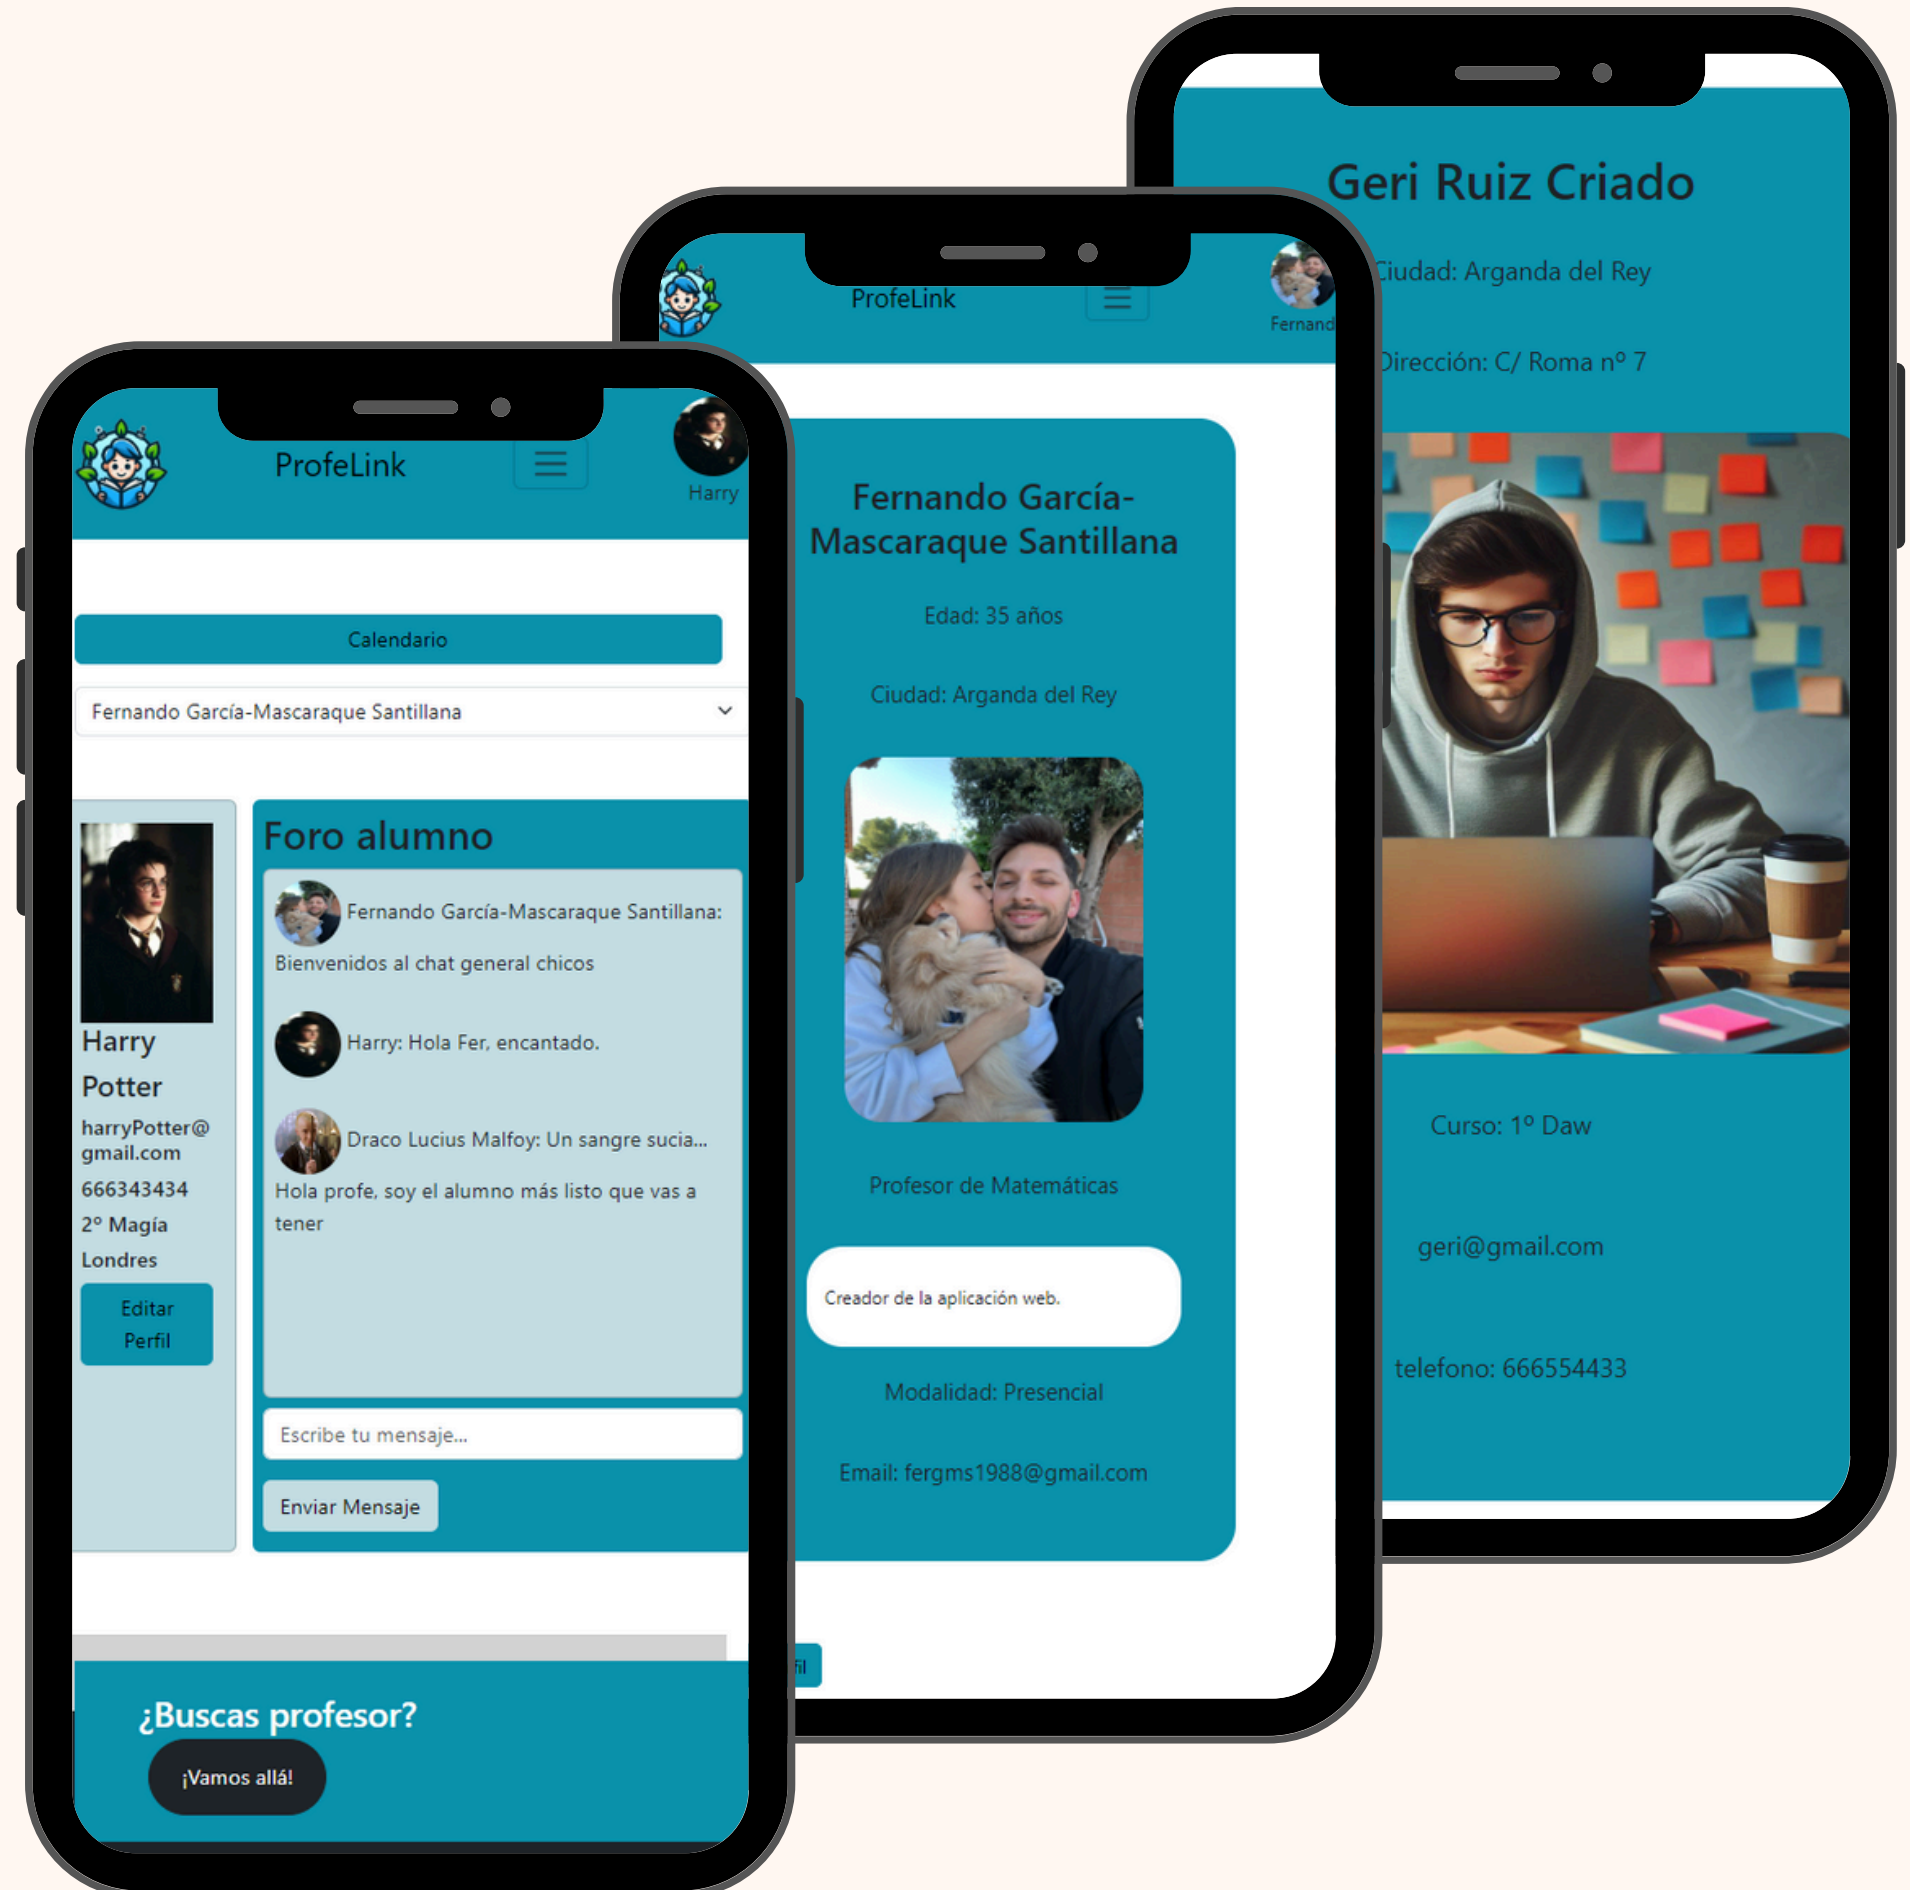 ProfeLink
Harry
Calendario
Fernando García-Mascaraque Santillana
Harry
Potter
harryPotter@
gmail.com
666343434
2º Magía
Londres
Editar
Perfil
Foro alumno
Fernando García-Mascaraque Santillana:
Bienvenidos al chat general chicos
Harry: Hola Fer, encantado.
Draco Lucius Malfoy: Un sangre sucia...
Hola profe, soy el alumno más listo que vas a
tener
Escribe tu mensaje...
Enviar Mensaje
¿Buscas profesor?
¡Vamos allá!
ProfeLink
Fernand
Fernando García-
Mascaraque Santillana
Edad: 35 años
Ciudad: Arganda del Rey
Profesor de Matemáticas
Creador de la aplicación web.
Modalidad: Presencial
Email: fergms1988@gmail.com
Geri Ruiz Criado
Ciudad: Arganda del Rey
Dirección: C/ Roma nº 7
Curso: 1º Daw
geri@gmail.com
telefono: 666554433